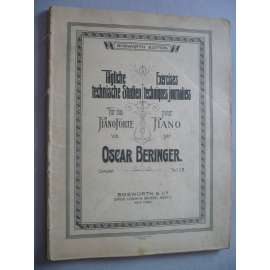 BOSWORTH EDITION.
Tägliche Exercises
technische Studien Techniques journaliers
für das pour
PIANOFORTE PIANO
von par
OSCAR BERINGER.
BOSWORTH & Co.